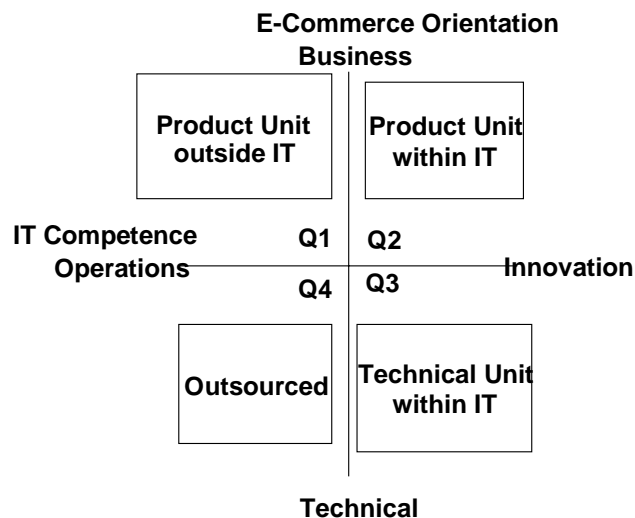 E-Commerce Orientation
Business
Product Unit
outside IT
Product Unit
within IT
IT Competence
Operations
Q1
Q2
Innovation
Q4
Q3
Outsourced
Technical Unit
within IT
Technical